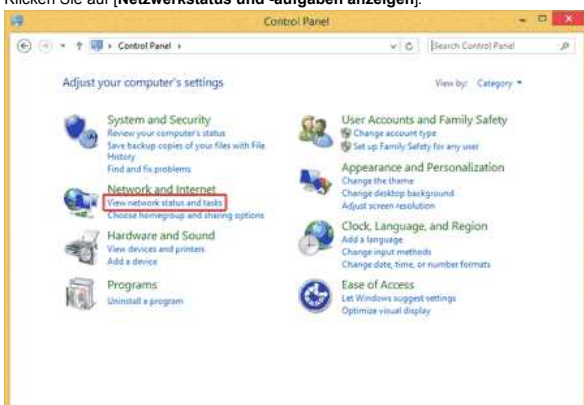 Klicken Sie auf [Netzwerkstatus und -aufgaben anzeigen].
Control Panel
Control Panel
Search Control Panel
Adjust your computer's settings
View by: Category
System and Security
Review your computer's status
Save backup copies of your files with File
History
Find and fix problems
Network and Internet
View network status and tasks
Choose homegroup and sharing options
Hardware and Sound
View devices and printers
Add a device
Programs
Uninstall a program
User Accounts and Family Safety
Change account type
Set up Family Safety for any user
Appearance and Personalization
Change the theme
Change desktop background
Adjust screen resolution
Clock, Language, and Region
Add a language
Change input methods
Change date, time, or number formats
Ease of Access
Let Windows suggest settings
Optimize visual display